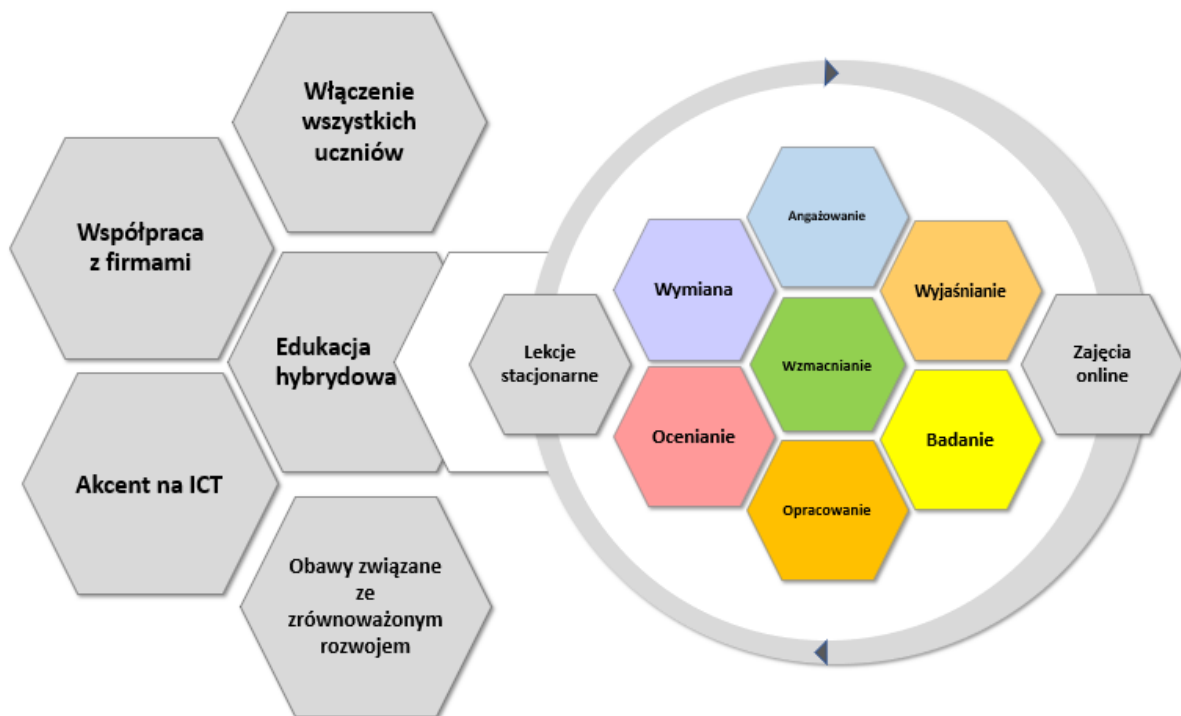 Włączenie
wszystkich
uczniów
Współpraca
z firmami
Edukacja
hybrydowa
Akcent na ICT
Obawy związane
ze
zrównoważonym
rozwojem
Lekcje
stacjonarne
Angażowanie
Wymiana
Wyjaśnianie
Wzmacnianie
Ocenianie
Badanie
Opracowanie
Zajęcia
online